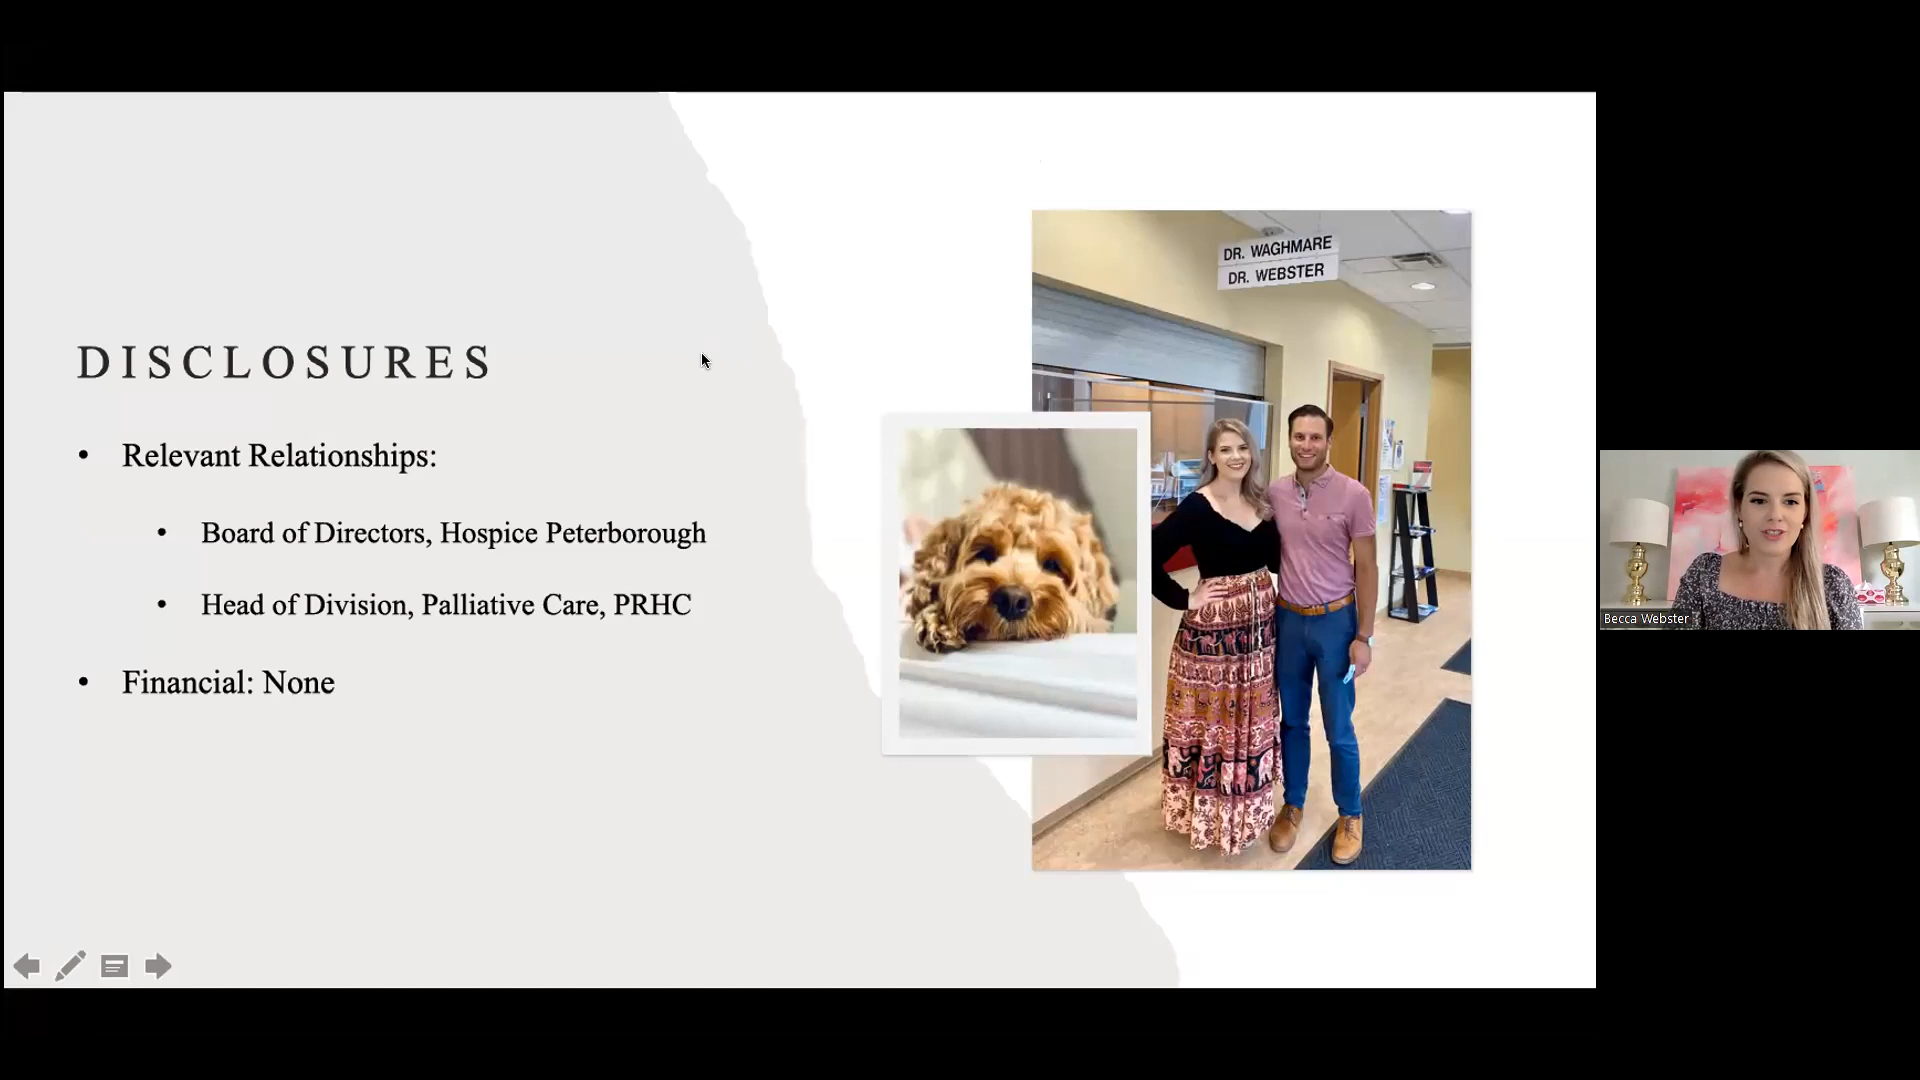 DISCLOSURES
• Relevant Relationships:
• Board of Directors, Hospice Peterborough
• Head of Division, Palliative Care, PRHC
• Financial: None
DR. WAGHMARE
DR. WEBSTER
Becca Webster